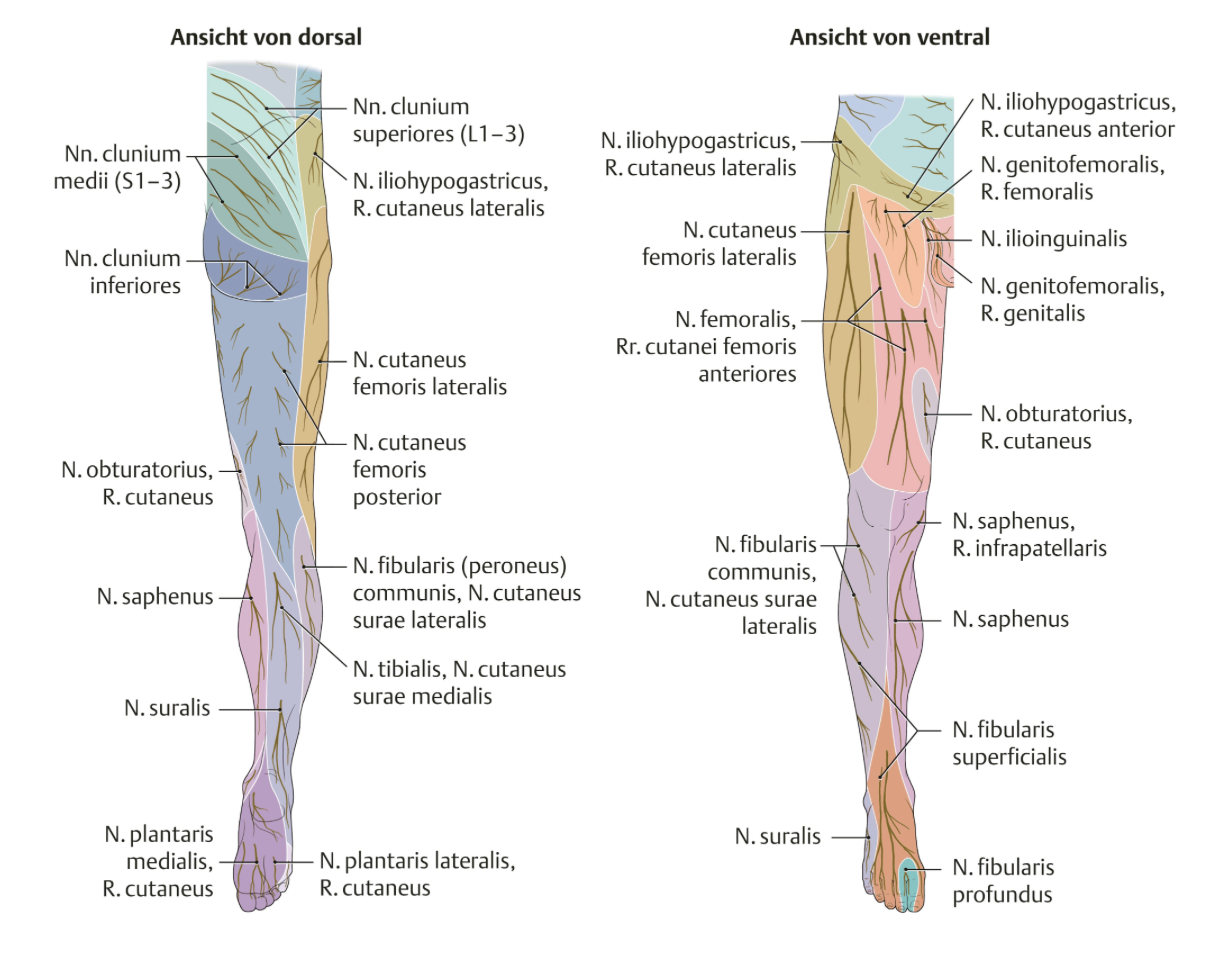 Ansicht von dorsal
Nn. clunium
superiores (L1–3)
Nn. clunium
medii (S1–3)
N. iliohypogastricus,
R. cutaneus lateralis
Nn. clunium
inferiores
N. cutaneus
femoris lateralis
N. cutaneus
femoris
posterior
N. obturatorius,
R. cutaneus
N. fibularis (peroneus)
communis, N. cutaneus
surae lateralis
N. saphenus
N. tibialis, N. cutaneus
surae medialis
N. suralis
N. plantaris
medialis,
R. cutaneus
N. plantaris lateralis,
R. cutaneus
Ansicht von ventral
N. iliohypogastricus,
R. cutaneus anterior
N. iliohypogastricus,
R. cutaneus lateralis
N. genitofemoralis,
R. femoralis
N. cutaneus
femoris lateralis
N. ilioinguinalis
N. genitofemoralis,
R. genitalis
N. femoralis,
Rr. cutanei femoris
anteriores
N. obturatorius,
R. cutaneus
N. saphenus,
R. infrapatellaris
N. fibularis
communis,
N. cutaneus surae
lateralis
N. saphenus
N. fibularis
superficialis
N. suralis
N. fibularis
profundus